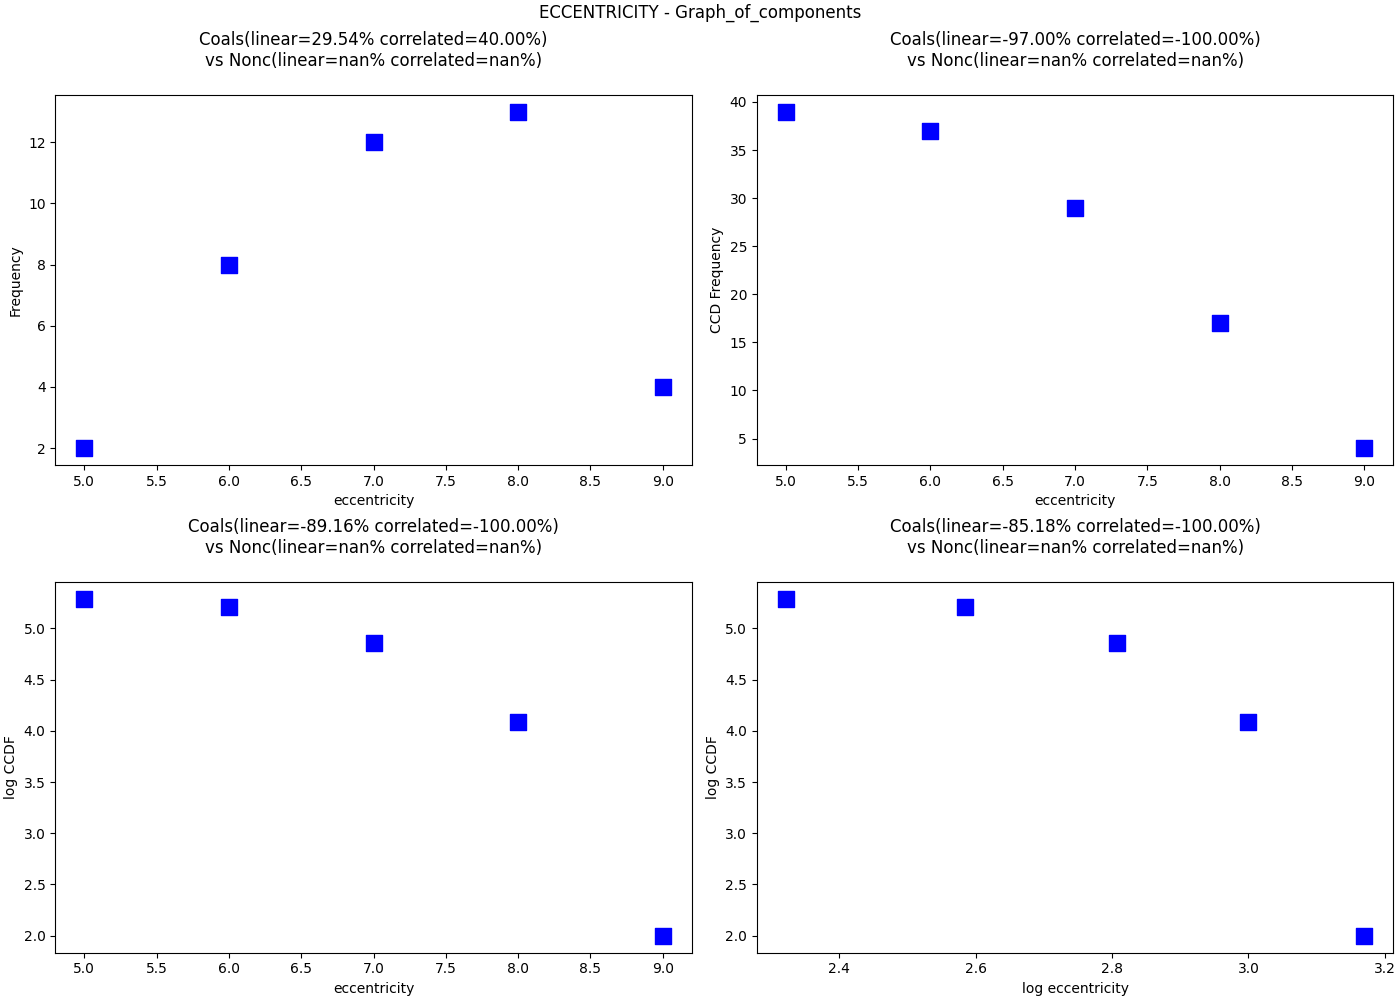 ECCENTRICITY - Graph_of_components
Coals(linear=29.54% correlated=40.00%)
vs Nonc(linear=nan% correlated=nan%)
12
10
8
6
4
2
Frequency
5.0 5.5 6.0 6.5 7.0 7.5 8.0 8.5 9.0
eccentricity
Coals(linear=-97.00% correlated=-100.00%)
vs Nonc(linear=nan% correlated=nan%)
40
35
30
25
20
15
10
5
CCD Frequency
5.0 5.5 6.0 6.5 7.0 7.5 8.0 8.5 9.0
eccentricity
Coals(linear=-89.16% correlated=-100.00%)
vs Nonc(linear=nan% correlated=nan%)
5.0
4.5
4.0
3.5
3.0
2.5
2.0
log CCDF
5.0 5.5 6.0 6.5 7.0 7.5 8.0 8.5 9.0
eccentricity
Coals(linear=-85.18% correlated=-100.00%)
vs Nonc(linear=nan% correlated=nan%)
5.0
4.5
4.0
3.5
3.0
2.5
2.0
log CCDF
2.4 2.6 2.8 3.0 3.2
log eccentricity